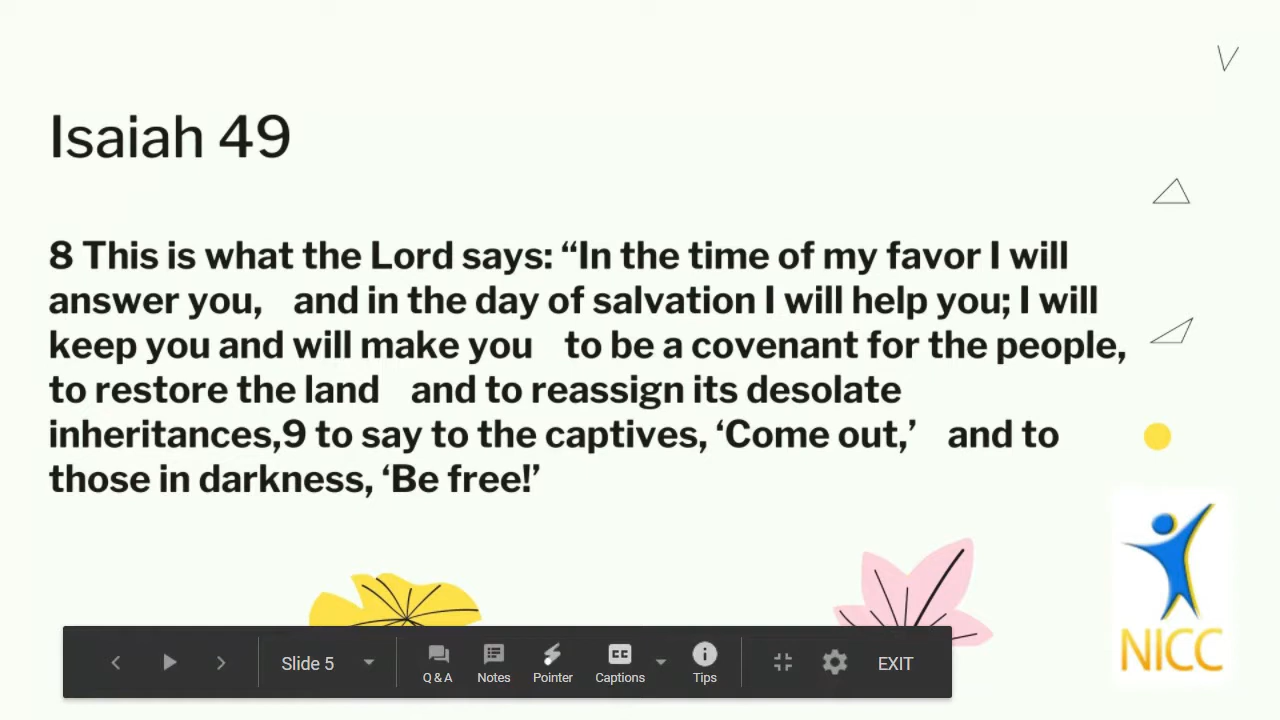 Isaiah 49
8 This is what the Lord says: “In the time of my favor I will
answer you,    and in the day of salvation I will help you; I will
keep you and will make you    to be a covenant for the people,
to restore the land    and to reassign its desolate
inheritances,9 to say to the captives, ‘Come out,’    and to
those in darkness, ‘Be free!’
NICC
Slide 5
Q & A
Notes
Pointer
Captions
Tips
EXIT